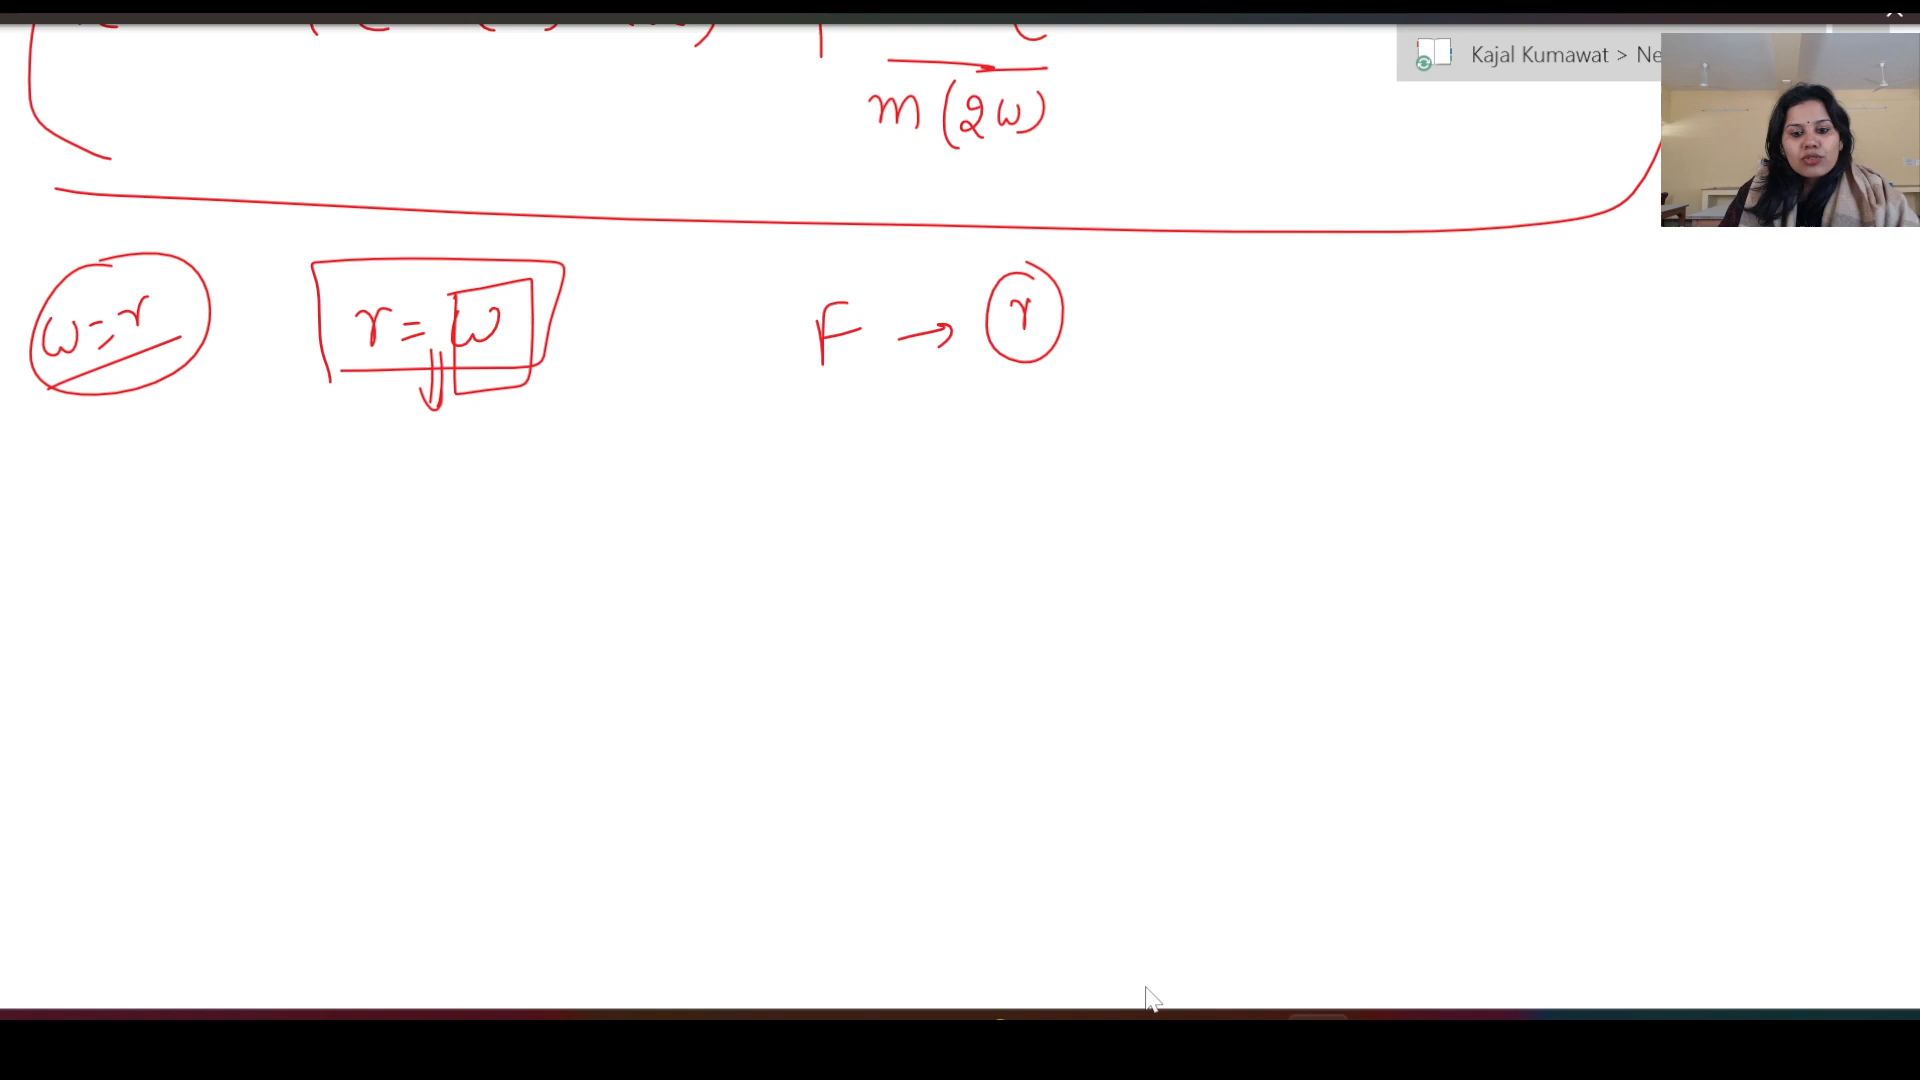 Kajal Kumawat > Ne
m (2ω)
ω = r
r = ω
F → r